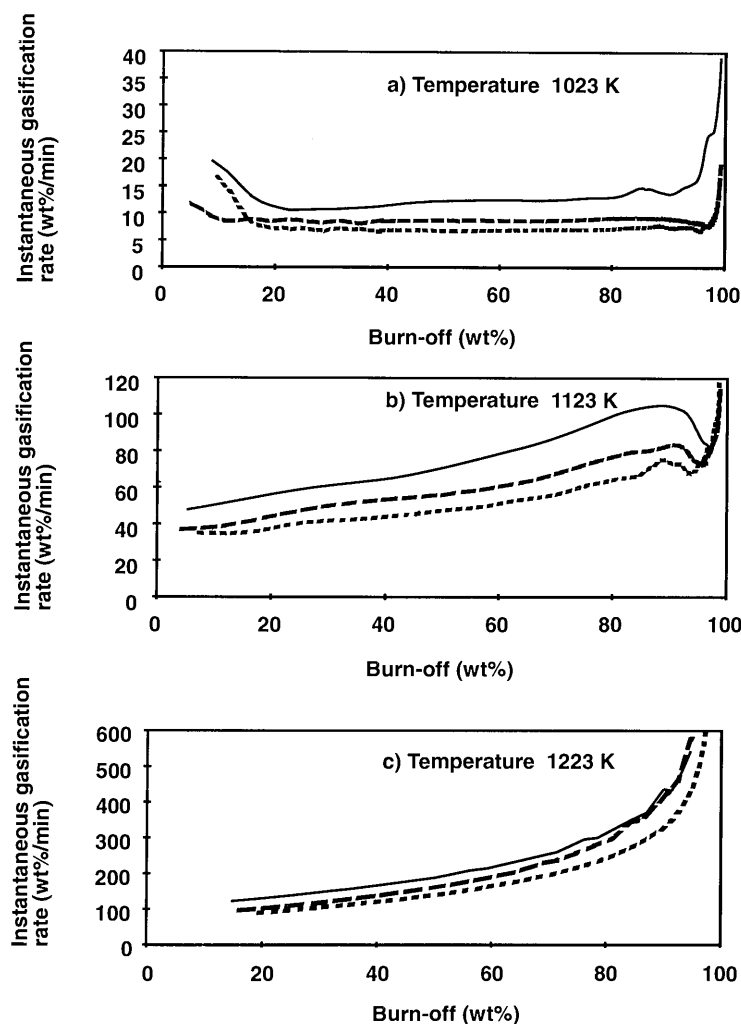 Instantaneous gasification
rate (wt%/min)
40
35
30
25
20
15
10
5
0
a) Temperature 1023 K
0 20 40 60 80 100
Burn-off (wt%)
Instantaneous gasification
rate (wt%/min)
120
100
80
60
40
20
0
b) Temperature 1123 K
0 20 40 60 80 100
Burn-off (wt%)
Instantaneous gasification
rate (wt%/min)
600
500
400
300
200
100
0
c) Temperature 1223 K
0 20 40 60 80 100
Burn-off (wt%)